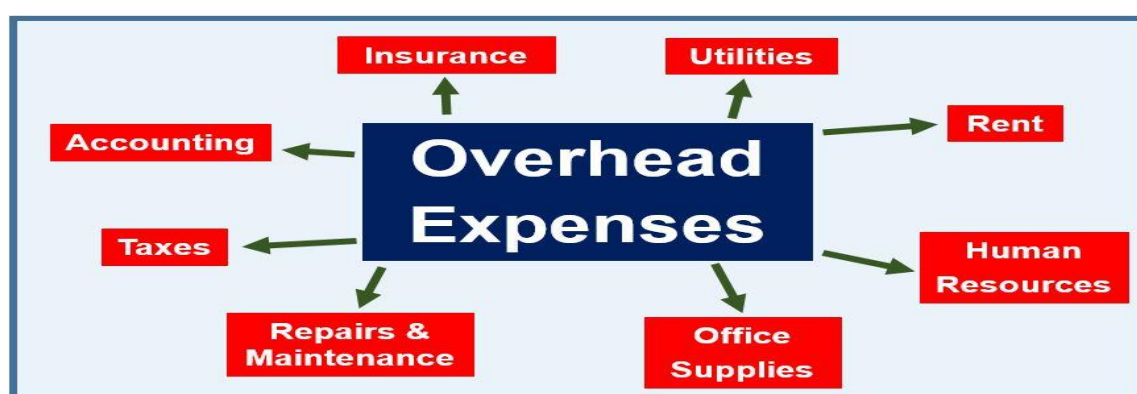 Insurance
Utilities
Accounting
Rent
Overhead
Expenses
Taxes
Human
Resources
Repairs &
Maintenance
Office
Supplies